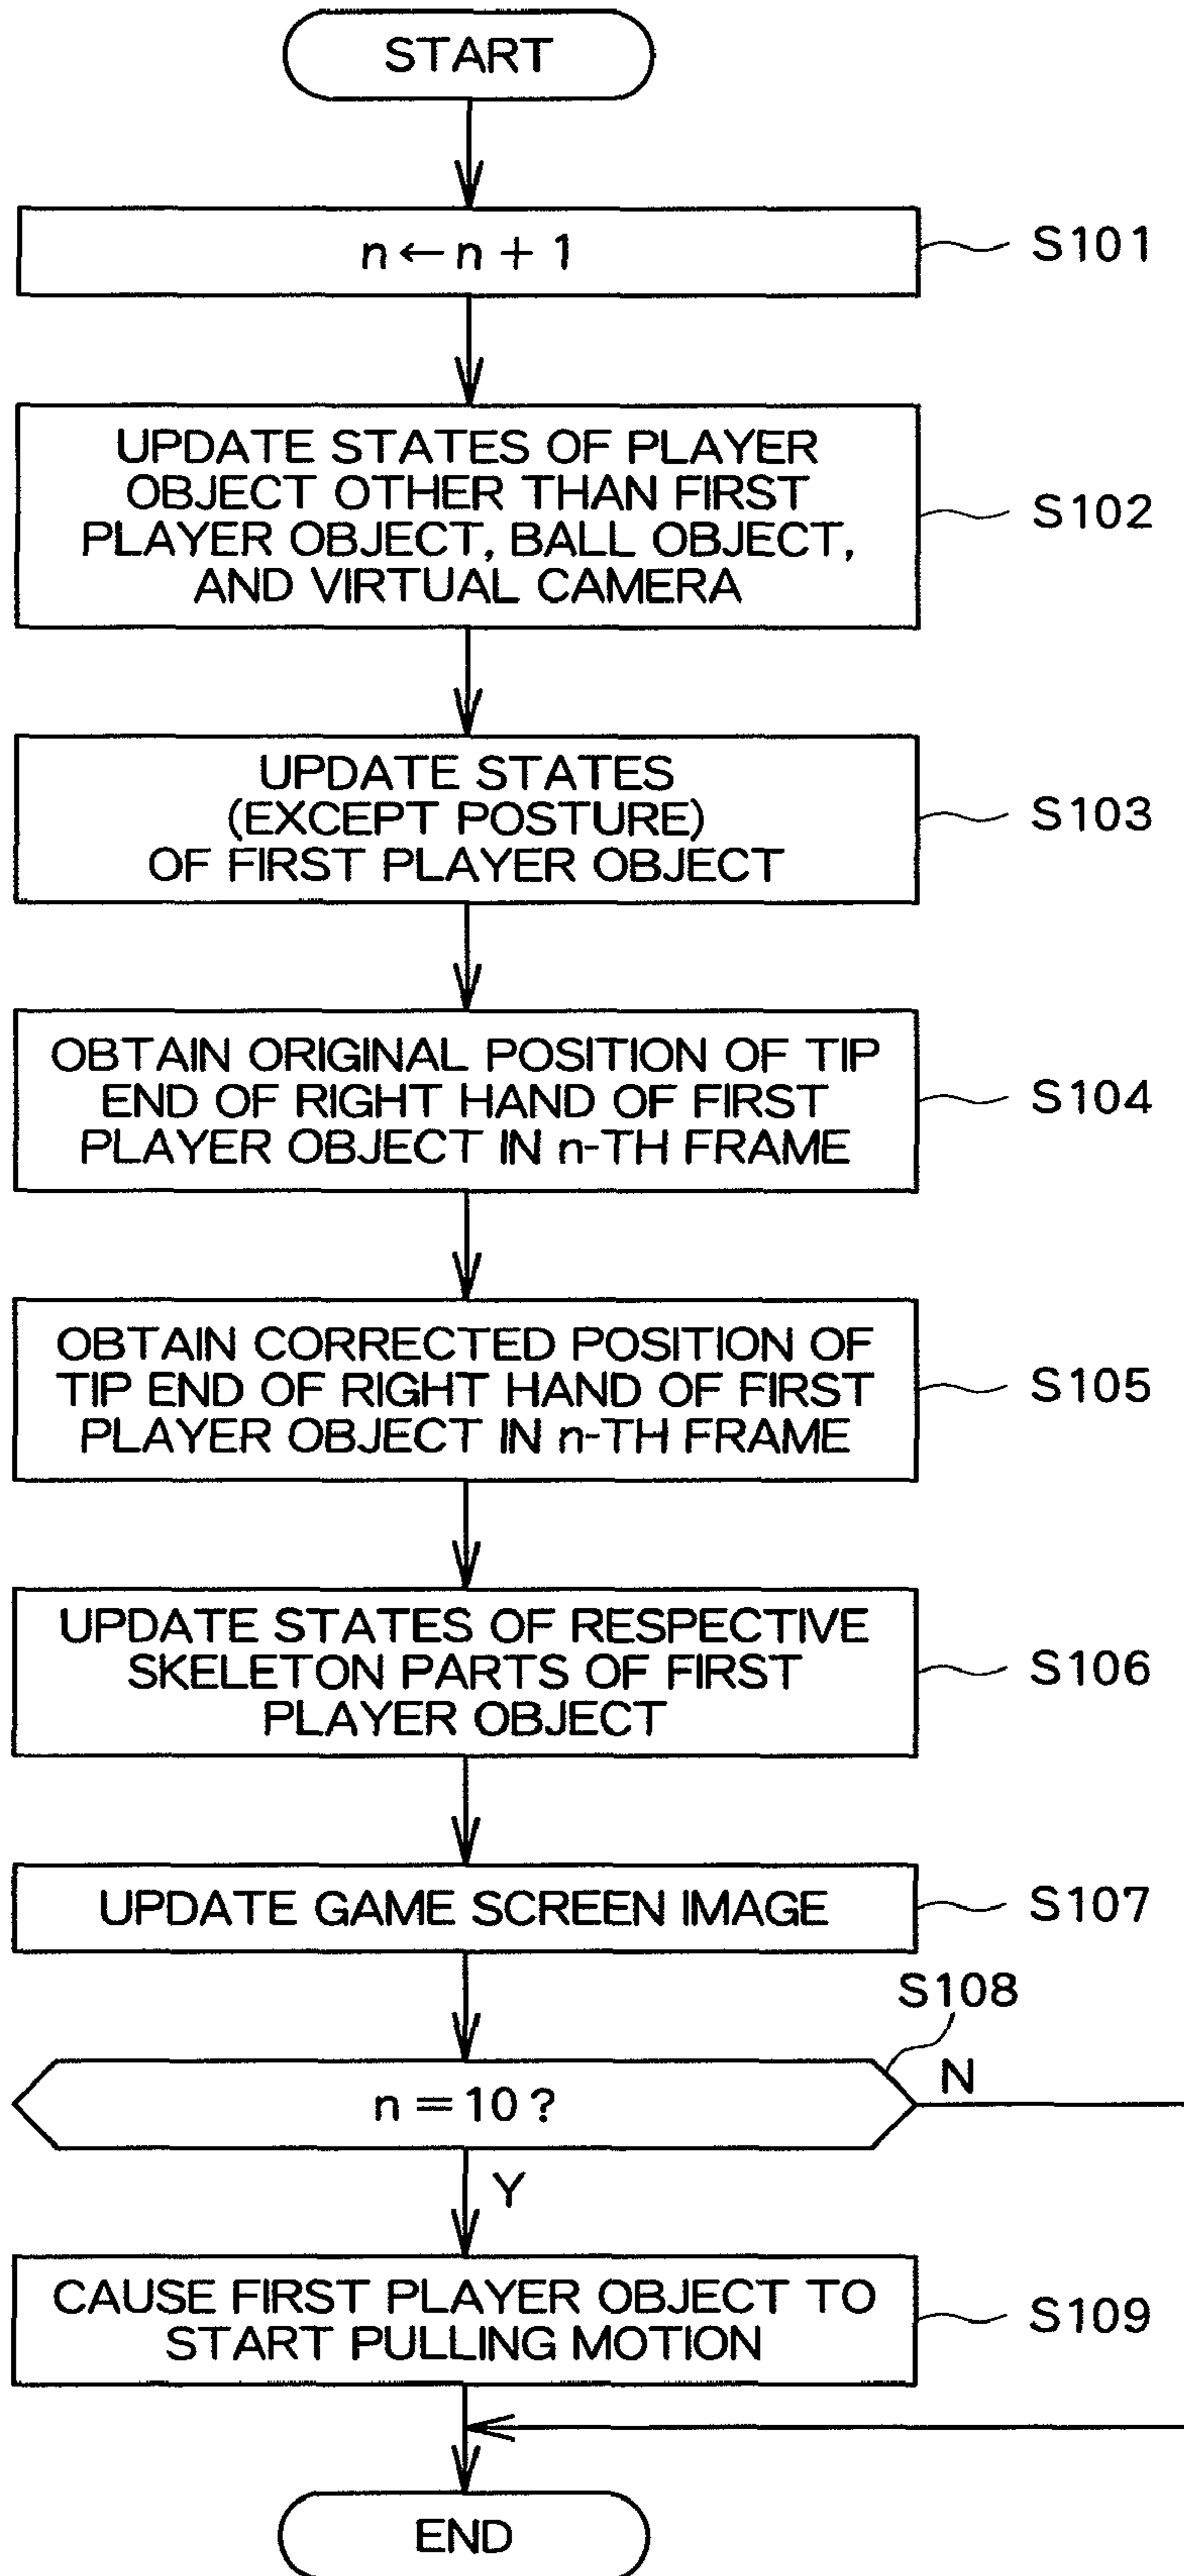 START
n ← n + 1
S101
UPDATE STATES OF PLAYER
OBJECT OTHER THAN FIRST
PLAYER OBJECT, BALL OBJECT,
AND VIRTUAL CAMERA
S102
UPDATE STATES
(EXCEPT POSTURE)
OF FIRST PLAYER OBJECT
S103
OBTAIN ORIGINAL POSITION OF TIP
END OF RIGHT HAND OF FIRST
PLAYER OBJECT IN n-TH FRAME
S104
OBTAIN CORRECTED POSITION OF
TIP END OF RIGHT HAND OF FIRST
PLAYER OBJECT IN n-TH FRAME
S105
UPDATE STATES OF RESPECTIVE
SKELETON PARTS OF FIRST
PLAYER OBJECT
S106
UPDATE GAME SCREEN IMAGE
S107
S108
n = 10 ?
N
Y
CAUSE FIRST PLAYER OBJECT TO
START PULLING MOTION
S109
END